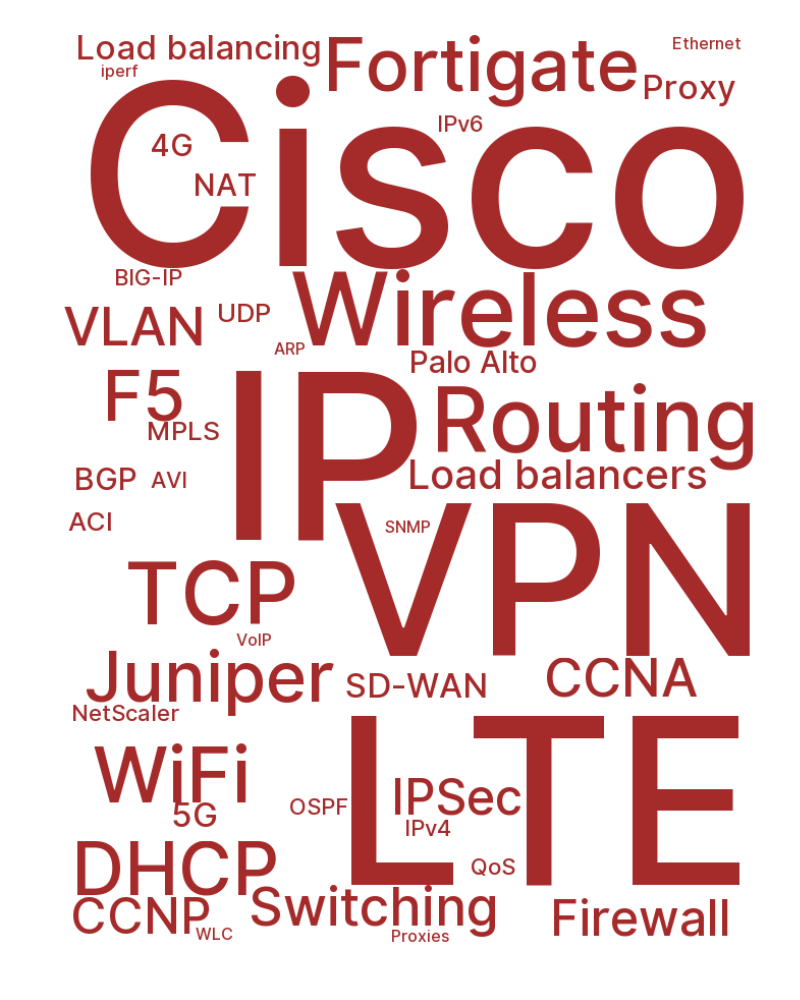 Load balancing
Fortigate
Ethernet
iperf
Proxy
Cisco
IPv6
4G
NAT
BIG-IP
Wireless
VLAN
UDP
ARP
Palo Alto
F5
IP
Routing
MPLS
BGP
AVI
Load balancers
ACI
VPN
SNMP
TCP
VoIP
Juniper
SD-WAN
CCNA
NetScaler
LTE
WiFi
IPSec
5G
OSPF
IPv4
DHCP
QoS
CCNP
Switching
Firewall
WLC
Proxies